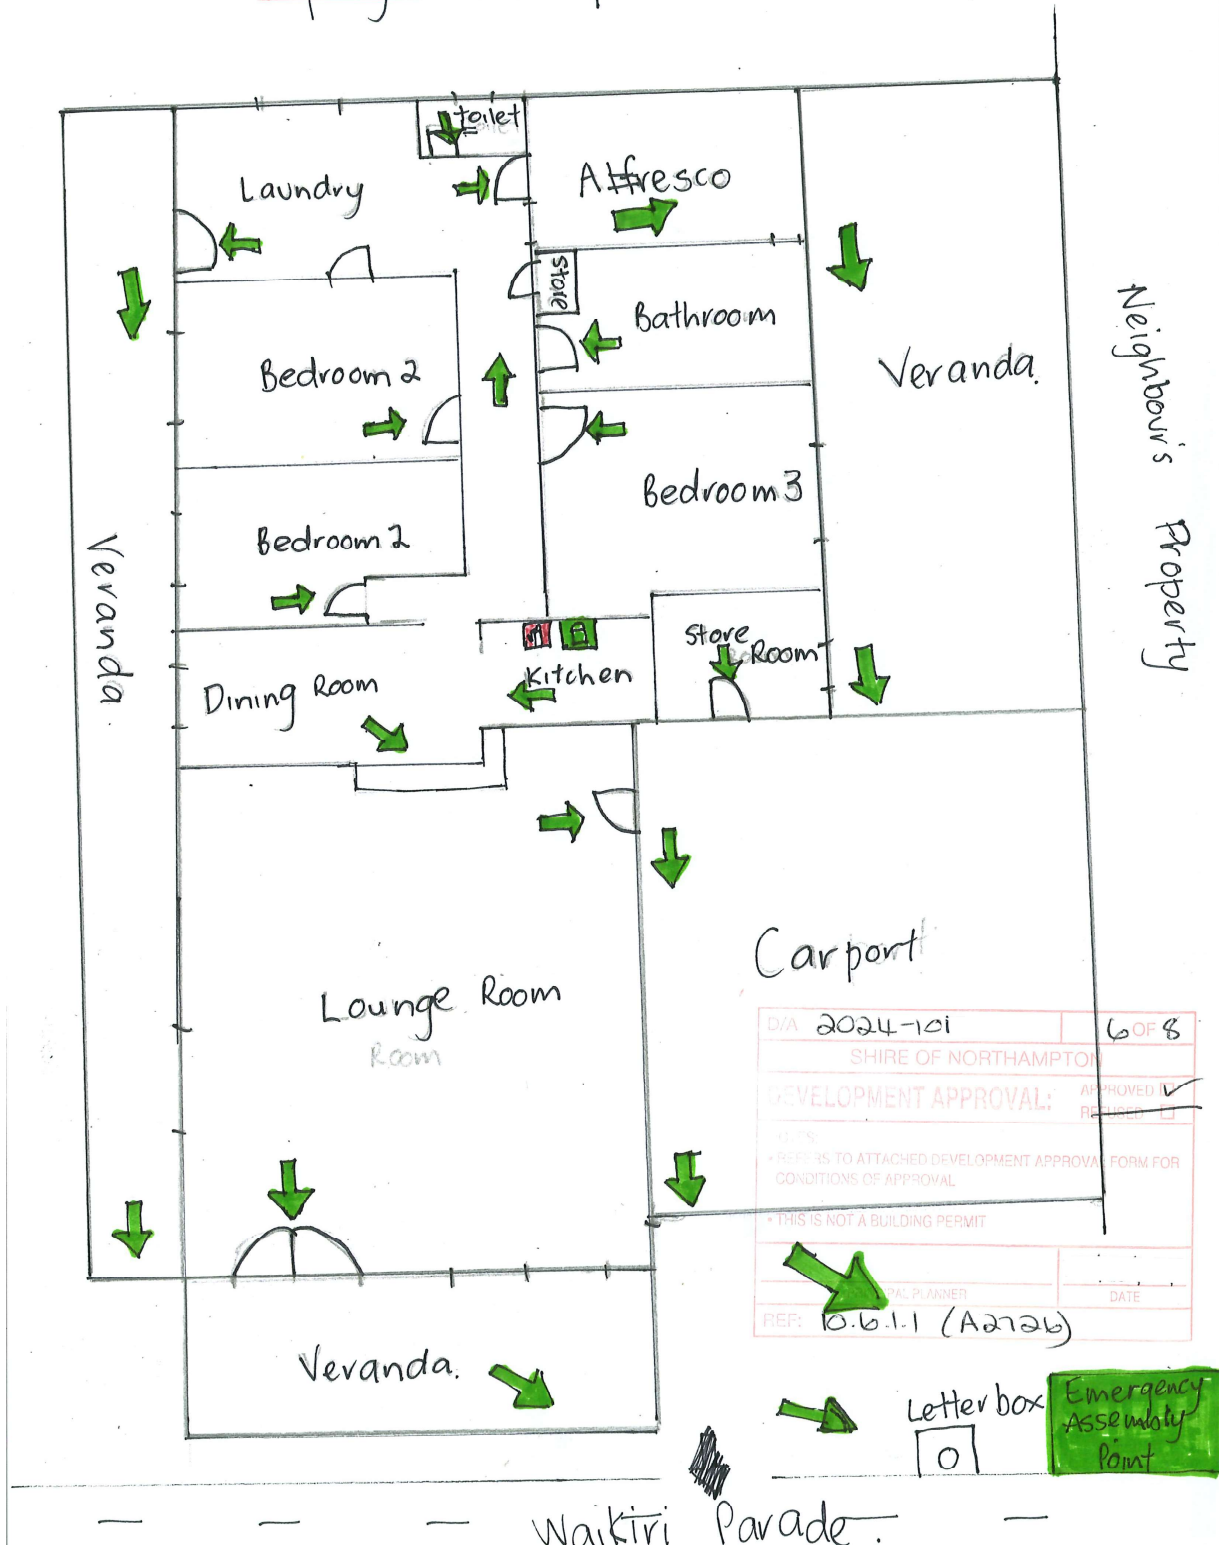 toilet
Laundry
Alfresco
Store
Bathroom
Bedroom 2
Veranda.
Neighbour's Property
Bedroom 3
Bedroom 2
Veranda
Store
Room
Kitchen
Dining Room
Carport
Lounge Room
Room
D/A 2024-101 6 OF 8
SHIRE OF NORTHAMPTON
DEVELOPMENT APPROVAL:
APPROVED
REFUSED
• REFERS TO ATTACHED DEVELOPMENT APPROVAL FORM FOR
CONDITIONS OF APPROVAL
• THIS IS NOT A BUILDING PERMIT
PLANNER
DATE
REF: 10.6.1.1 (A2726)
Veranda.
Letterbox
Emergency
Assembly
Point
Waikiri Parade.